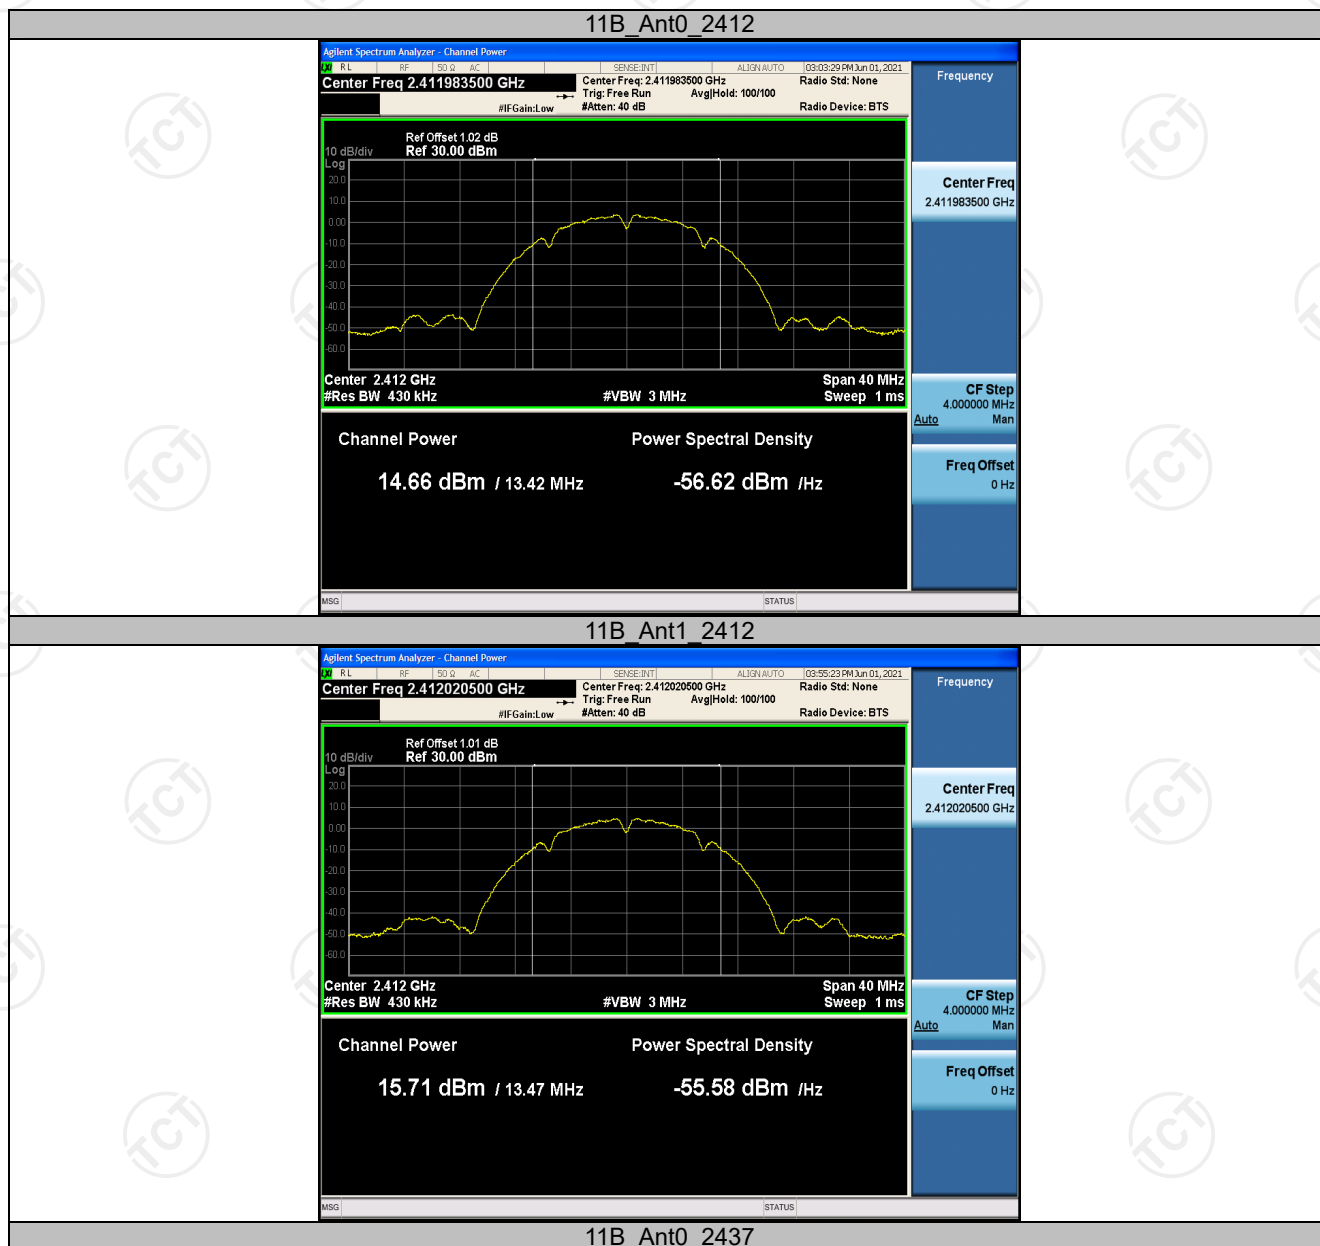 11B_Ant0_2412
Agilent Spectrum Analyzer - Channel Power
LXI RL RF 50 Ω AC SENSE:INT ALIGN AUTO 03:03:29 PM Jun 01, 2021
Center Freq 2.411983500 GHz
Center Freq: 2.411983500 GHz Radio Std: None
Trig: Free Run Avg|Hold: 100/100
#IFGain:Low #Atten: 40 dB Radio Device: BTS
Frequency
Ref Offset 1.02 dB
10 dB/div Ref 30.00 dBm
Log
20.0
10.0
0.00
-10.0
-20.0
-30.0
-40.0
-50.0
-60.0
Center 2.412 GHz Span 40 MHz
#Res BW 430 kHz #VBW 3 MHz Sweep 1 ms
Channel Power Power Spectral Density
14.66 dBm / 13.42 MHz -56.62 dBm /Hz
Center Freq
2.411983500 GHz
CF Step
4.000000 MHz
Auto Man
Freq Offset
0 Hz
MSG STATUS
11B_Ant1_2412
Agilent Spectrum Analyzer - Channel Power
LXI RL RF 50 Ω AC SENSE:INT ALIGN AUTO 03:55:23 PM Jun 01, 2021
Center Freq 2.412020500 GHz
Center Freq: 2.412020500 GHz Radio Std: None
Trig: Free Run Avg|Hold: 100/100
#IFGain:Low #Atten: 40 dB Radio Device: BTS
Frequency
Ref Offset 1.01 dB
10 dB/div Ref 30.00 dBm
Log
20.0
10.0
0.00
-10.0
-20.0
-30.0
-40.0
-50.0
-60.0
Center 2.412 GHz Span 40 MHz
#Res BW 430 kHz #VBW 3 MHz Sweep 1 ms
Channel Power Power Spectral Density
15.71 dBm / 13.47 MHz -55.58 dBm /Hz
Center Freq
2.412020500 GHz
CF Step
4.000000 MHz
Auto Man
Freq Offset
0 Hz
MSG STATUS
11B_Ant0_2437
TCT
TCT
TCT
TCT
TCT
TCT
TCT
TCT